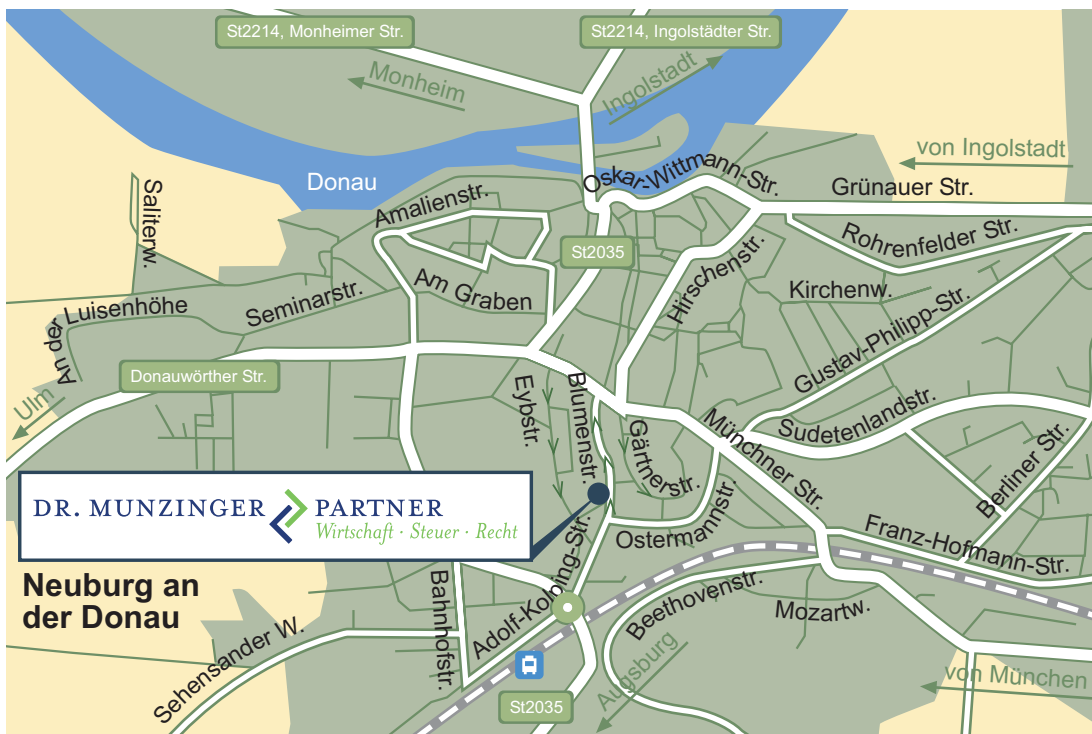 St2214, Monheimer Str.
St2214, Ingolstädter Str.
Monheim
Ingolstadt
von Ingolstadt
Donau
Oskar-Wittmann-Str.
Grünauer Str.
Saliterw.
Amalienstr.
St2035
Hirschenstr.
Rohrenfelder Str.
Am Graben
Kirchenw.
Seminarstr.
An der Luisenhöhe
Gustav-Philipp-Str.
Donauwörther Str.
Ulm
Eybstr.
Blumenstr.
Gärtnerstr.
Münchner Str.
Sudetenlandstr.
Berliner Str.
DR. MUNZINGER PARTNER
Wirtschaft · Steuer · Recht
Ostermannstr.
Franz-Hofmann-Str.
Neuburg an
der Donau
Bahnhofstr.
Adolf-Kolping-Str.
Beethovenstr.
Mozartw.
Sehensander W.
Augsburg
von München
St2035